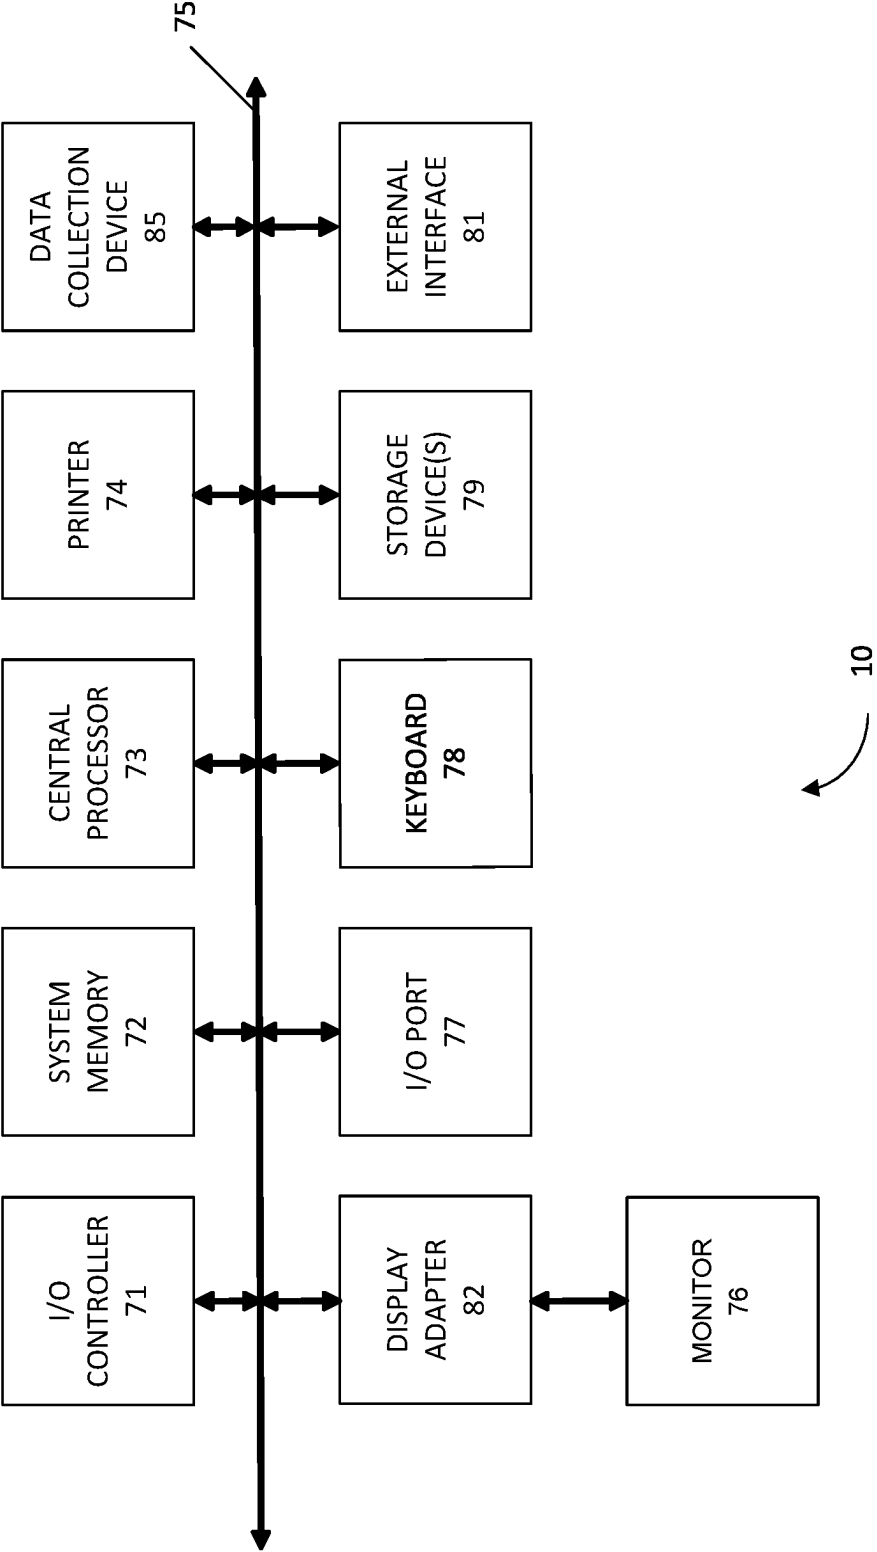 I/O
CONTROLLER
71
SYSTEM
MEMORY
72
CENTRAL
PROCESSOR
73
PRINTER
74
DATA
COLLECTION
DEVICE
85
75
DISPLAY
ADAPTER
82
I/O PORT
77
KEYBOARD
78
STORAGE
DEVICE(S)
79
EXTERNAL
INTERFACE
81
MONITOR
76
10